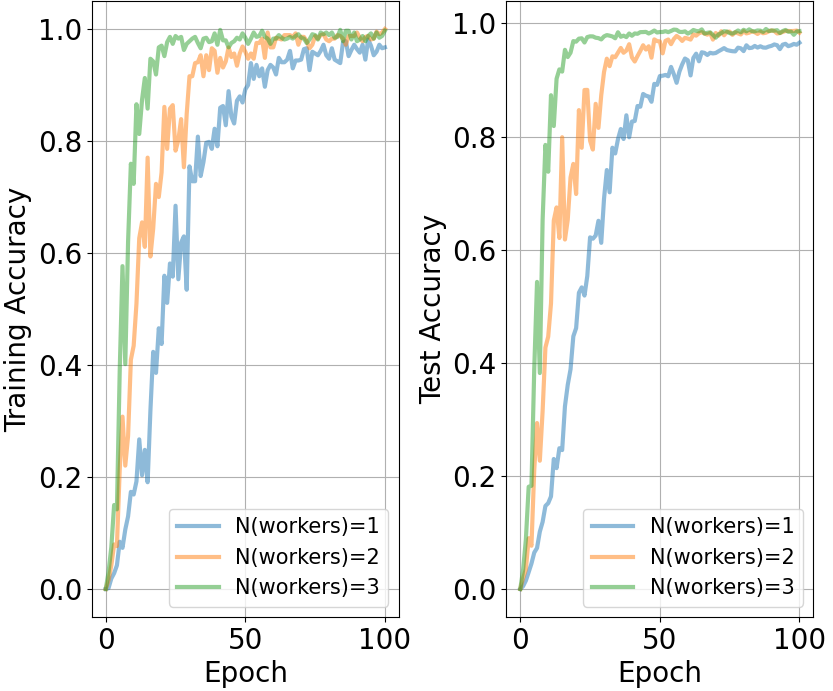 Training Accuracy
1.0
0.8
0.6
0.4
0.2
0.0
N(workers)=1
N(workers)=2
N(workers)=3
0 50 100
Epoch
Test Accuracy
1.0
0.8
0.6
0.4
0.2
0.0
N(workers)=1
N(workers)=2
N(workers)=3
0 50 100
Epoch